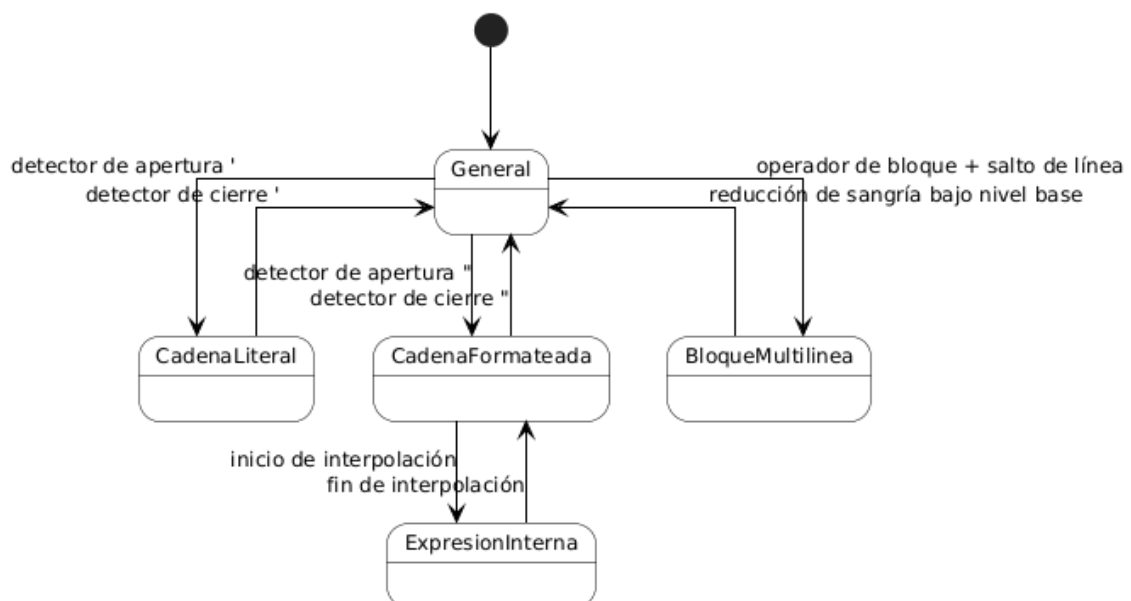 General
detector de apertura '
operador de bloque + salto de línea
detector de cierre '
reducción de sangría bajo nivel base
detector de apertura "
detector de cierre "
CadenaLiteral
CadenaFormateada
BloqueMultilinea
inicio de interpolación
fin de interpolación
ExpresionInterna